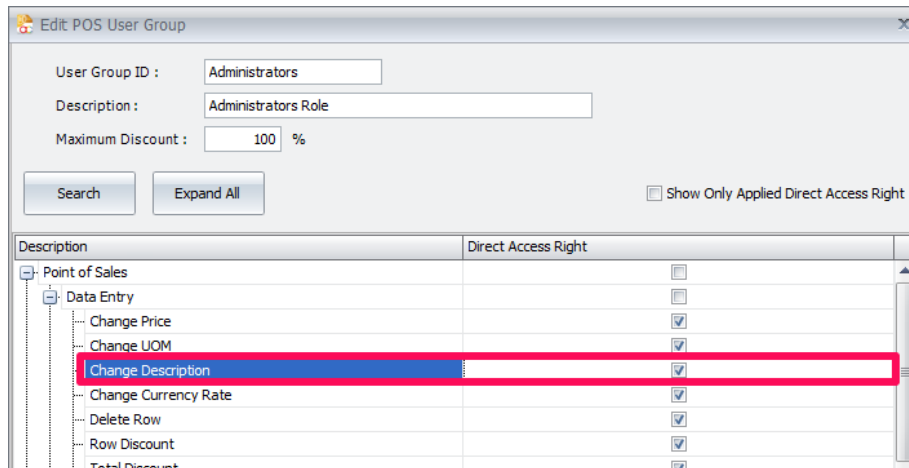 Edit POS User Group
User Group ID : Administrators
Description : Administrators Role
Maximum Discount : 100 %
Search Expand All Show Only Applied Direct Access Right
Description Direct Access Right
Point of Sales
Data Entry
Change Price
Change UOM
Change Description
Change Currency Rate
Delete Row
Row Discount
Total Discount